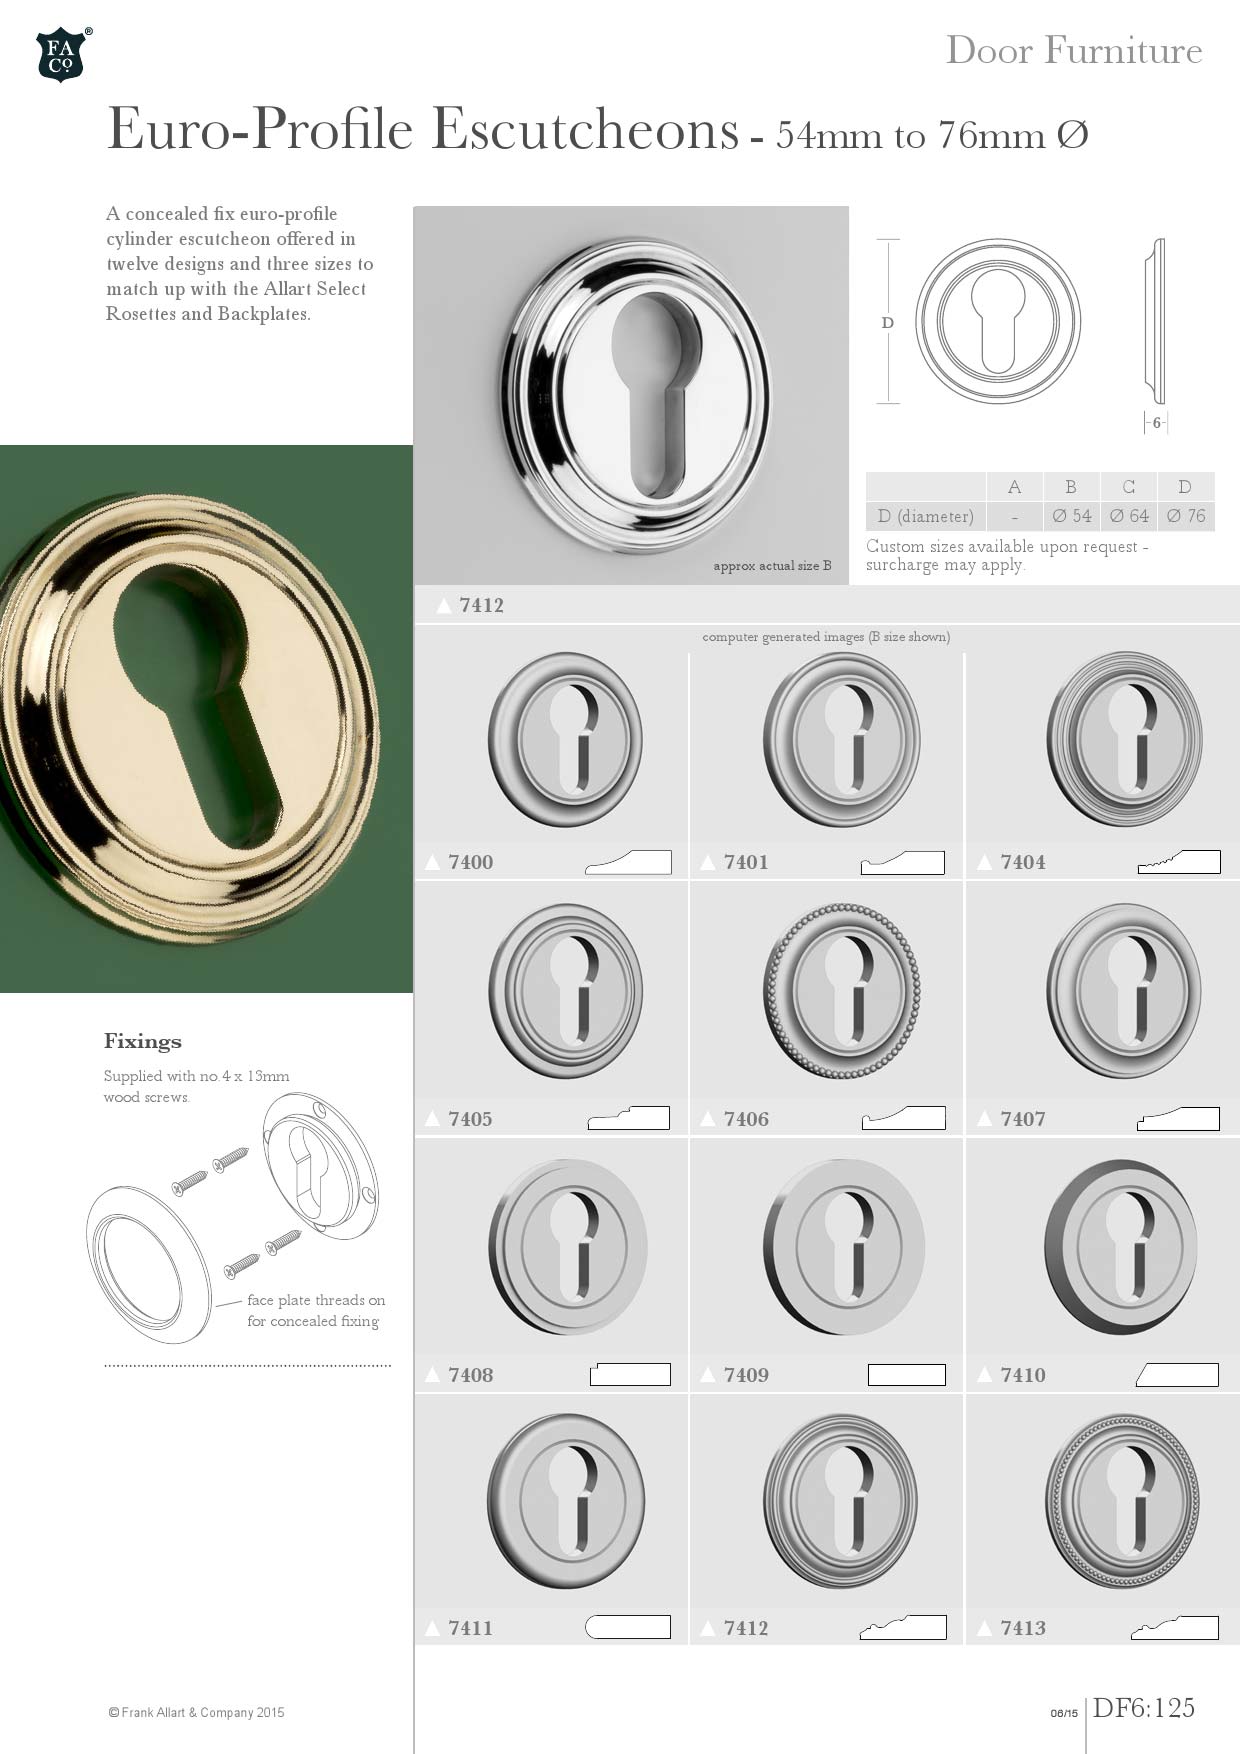 FA
Co.
®
Door Furniture
Euro-Profile Escutcheons - 54mm to 76mm Ø
A concealed fix euro-profile
cylinder escutcheon offered in
twelve designs and three sizes to
match up with the Allart Select
Rosettes and Backplates.
approx actual size B
D
-6-
A B C D
D (diameter) - Ø 54 Ø 64 Ø 76
Custom sizes available upon request -
surcharge may apply.
7412
computer generated images (B size shown)
7400
7401
7404
7405
7406
7407
7408
7409
7410
7411
7412
7413
Fixings
Supplied with no.4 x 13mm
wood screws.
face plate threads on
for concealed fixing
© Frank Allart & Company 2015
06/15
DF6:125